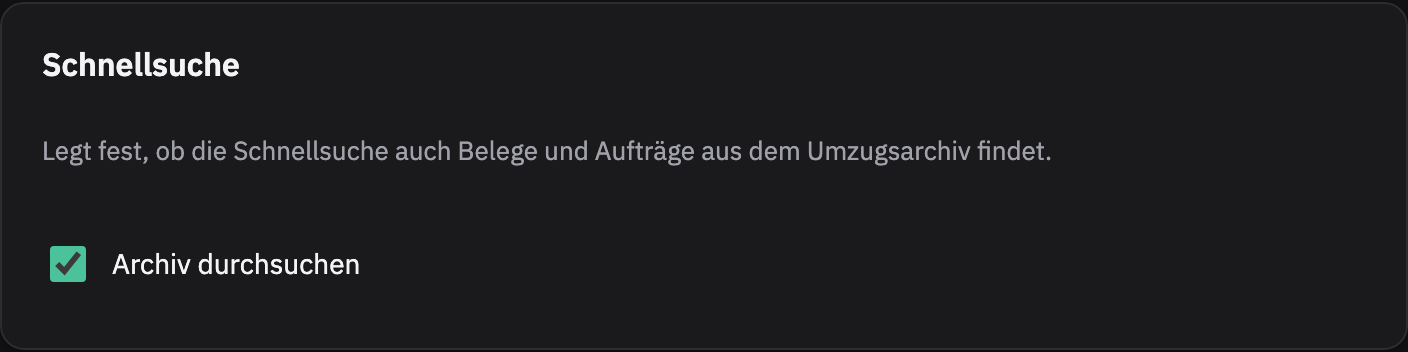 Schnellsuche
Legt fest, ob die Schnellsuche auch Belege und Aufträge aus dem Umzugsarchiv findet.
Archiv durchsuchen